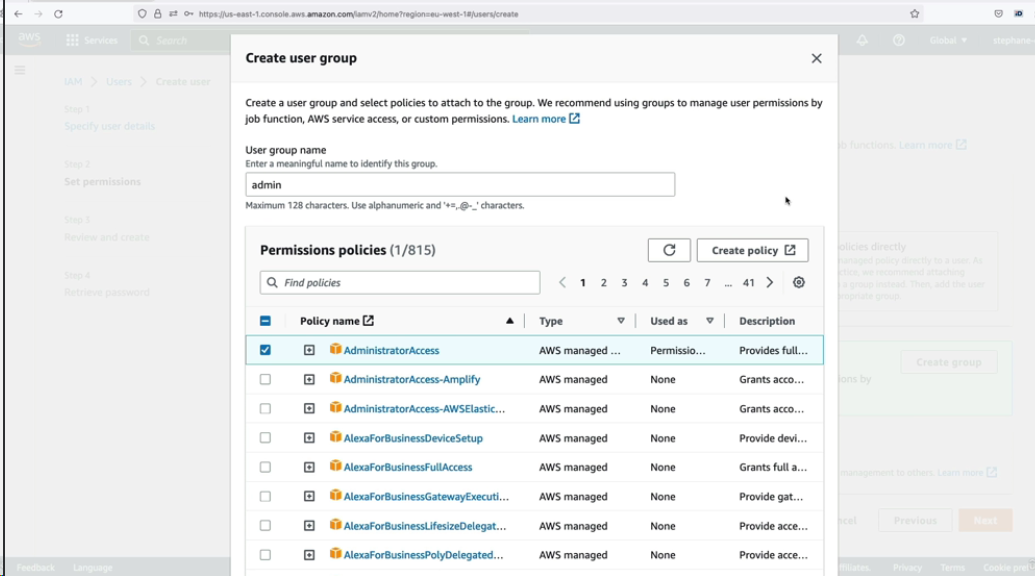 https://us-east-1.console.aws.amazon.com/iamv2/home?region=eu-west-1#/users/create
aws
Services
Search
Global
stephane-
IAM > Users > Create user
Step 1
Specify user details
Step 2
Set permissions
Step 3
Review and create
Step 4
Retrieve password
Create user group
Create a user group and select policies to attach to the group. We recommend using groups to manage user permissions by
job function, AWS service access, or custom permissions. Learn more
User group name
Enter a meaningful name to identify this group.
admin
Maximum 128 characters. Use alphanumeric and '+=,.@-_' characters.
Permissions policies (1/815)
Create policy
Find policies
1 2 3 4 5 6 7 ... 41
Policy name Type Used as Description
AdministratorAccess AWS managed ... Permissio... Provides full...
AdministratorAccess-Amplify AWS managed None Grants acco...
AdministratorAccess-AWSElastic... AWS managed None Grants acco...
AlexaForBusinessDeviceSetup AWS managed None Provide devi...
AlexaForBusinessFullAccess AWS managed None Grants full a...
AlexaForBusinessGatewayExecuti... AWS managed None Provide gat...
AlexaForBusinessLifesizeDelegat... AWS managed None Provide acce...
AlexaForBusinessPolyDelegated... AWS managed None Provide acce...
b functions. Learn more
olicies directly
managed policy directly to a user. As
tice, we recommend attaching
a group instead. Then, add the user
opriate group.
Create group
ions by
management to others. Learn more
ncel
Previous
Next
Feedback
Language
ffiliates.
Privacy
Terms
Cookie pref